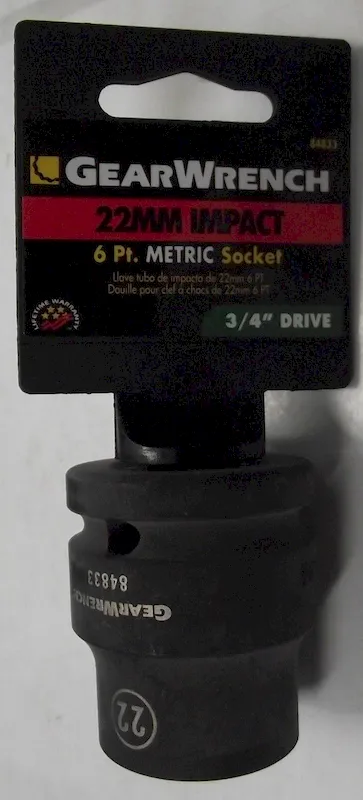 84833
GEARWRENCH
22MM IMPACT
6 Pt. METRIC Socket
Llave tubo de impacto de 22mm 6 PT
Douille pour clef à chocs de 22mm 6 PT
LIFETIME WARRANTY
3/4" DRIVE
84833
GEARWRENCH
22